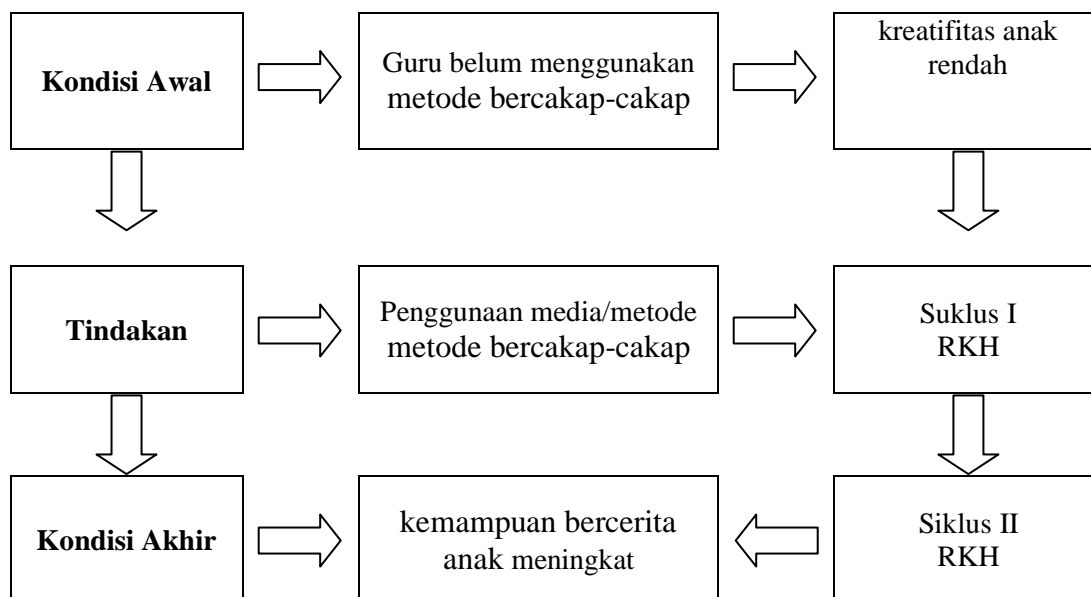 Kondisi Awal
Guru belum menggunakan
metode bercakap-cakap
kreatifitas anak
rendah
Tindakan
Penggunaan media/metode
metode bercakap-cakap
Suklus I
RKH
Kondisi Akhir
kemampuan bercerita
anak meningkat
Siklus II
RKH